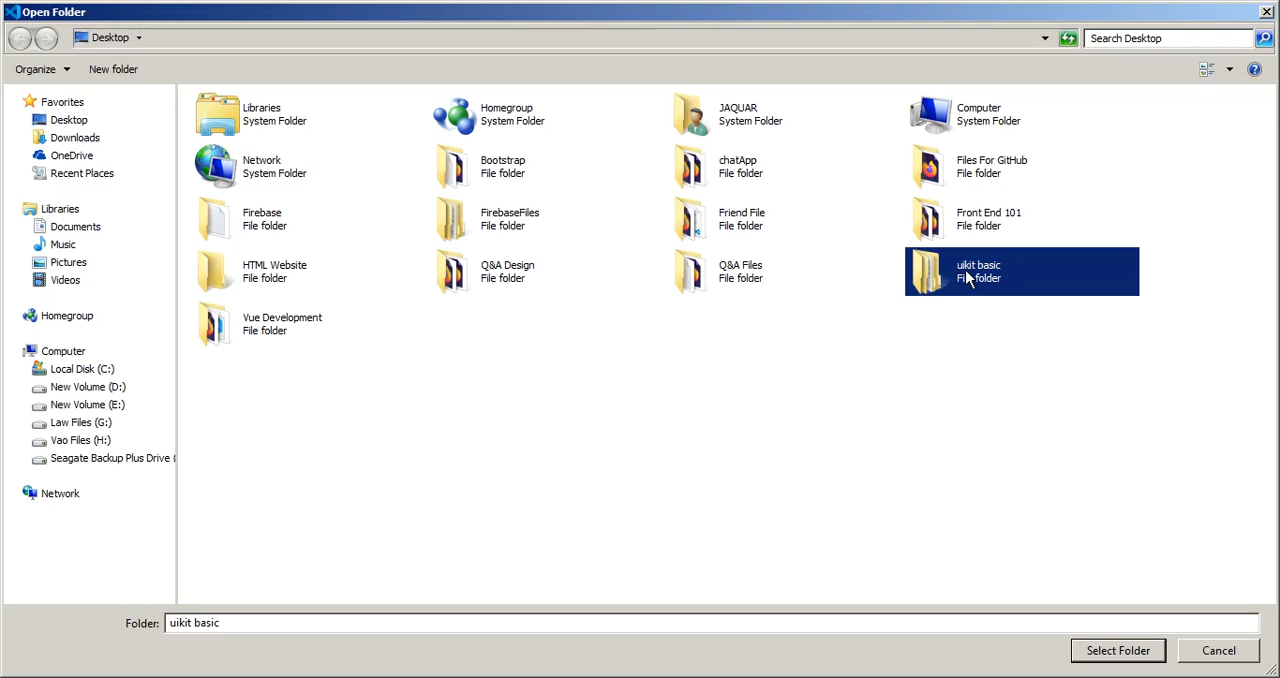 Open Folder
Desktop
Search Desktop
Organize
New folder
Favorites
Desktop
Downloads
OneDrive
Recent Places
Libraries
Documents
Music
Pictures
Videos
Homegroup
Computer
Local Disk (C:)
New Volume (D:)
New Volume (E:)
Law Files (G:)
Vao Files (H:)
Seagate Backup Plus Drive (
Network
Libraries
System Folder
Homegroup
System Folder
JAQUAR
System Folder
Computer
System Folder
Network
System Folder
Bootstrap
File folder
chatApp
File folder
Files For GitHub
File folder
Firebase
File folder
FirebaseFiles
File folder
Friend File
File folder
Front End 101
File folder
HTML Website
File folder
Q&A Design
File folder
Q&A Files
File folder
uikit basic
File folder
Vue Development
File folder
Folder:
uikit basic
Select Folder
Cancel